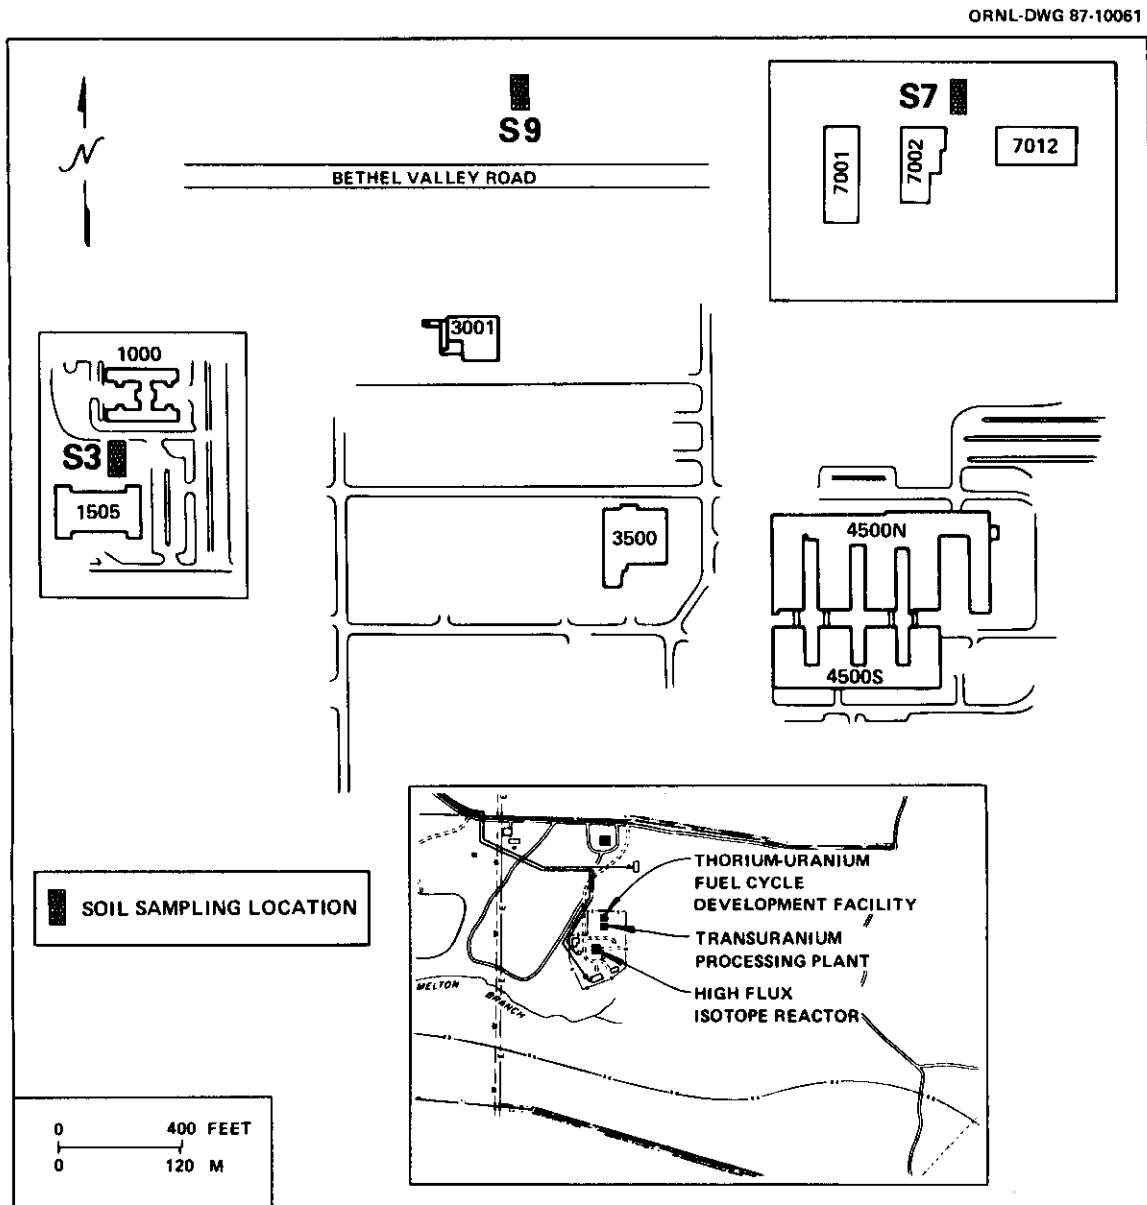 ORNL-DWG 87-10061
N
S9
BETHEL VALLEY ROAD
S7
7001
7002
7012
3001
1000
S3
1505
3500
4500N
4500S
SOIL SAMPLING LOCATION
THORIUM-URANIUM
FUEL CYCLE
DEVELOPMENT FACILITY
TRANSURANIUM
PROCESSING PLANT
HIGH FLUX
ISOTOPE REACTOR
MELTON
BRANCH
0 400 FEET
0 120 M